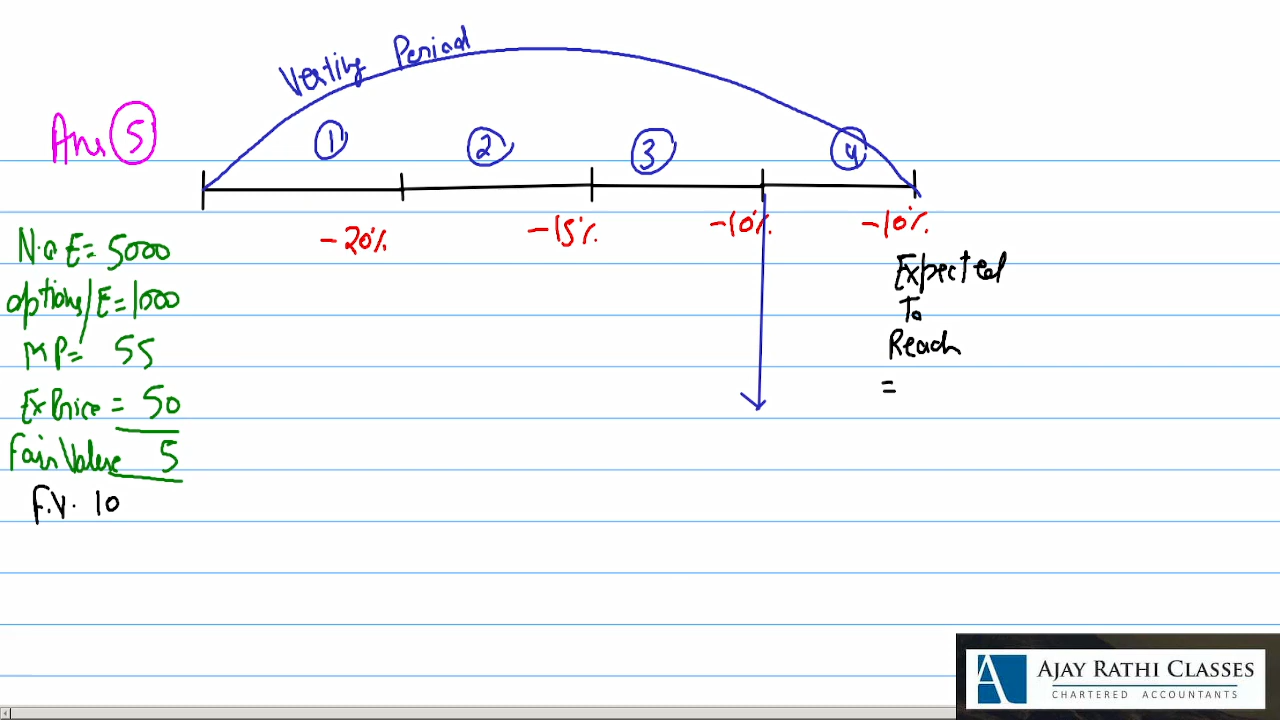 Vesting Period
Ans 5
1 2 3 4
-20% -15% -10% -10%
N.O E = 5000
options/E = 1000
MP = 55
Ex Price = 50
Fair Value 5
F.V. 10
Expected
To
Reach
=
AJAY RATHI CLASSES
CHARTERED ACCOUNTANTS